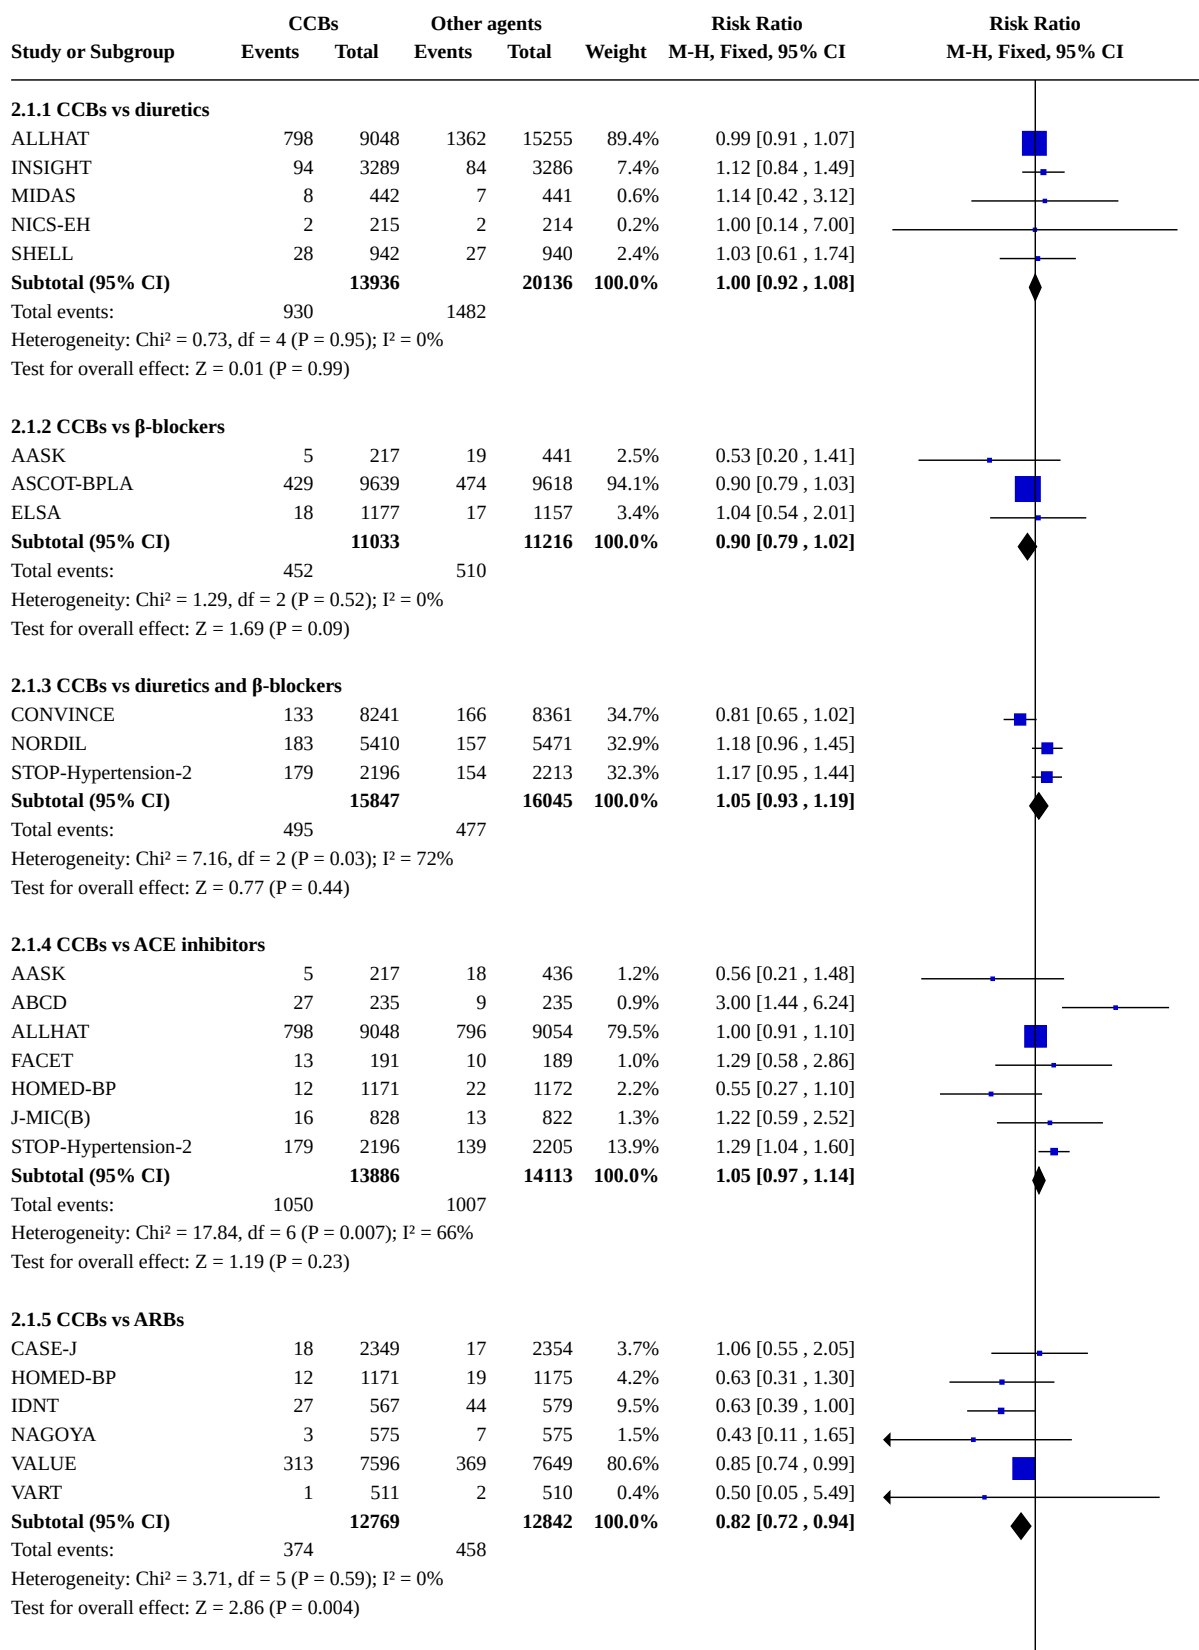 CCBs Other agents Risk Ratio Risk Ratio
Study or Subgroup Events Total Events Total Weight M-H, Fixed, 95% CI M-H, Fixed, 95% CI
2.1.1 CCBs vs diuretics
ALLHAT 798 9048 1362 15255 89.4% 0.99 [0.91 , 1.07]
INSIGHT 94 3289 84 3286 7.4% 1.12 [0.84 , 1.49]
MIDAS 8 442 7 441 0.6% 1.14 [0.42 , 3.12]
NICS-EH 2 215 2 214 0.2% 1.00 [0.14 , 7.00]
SHELL 28 942 27 940 2.4% 1.03 [0.61 , 1.74]
Subtotal (95% CI) 13936 20136 100.0% 1.00 [0.92 , 1.08]
Total events: 930 1482
Heterogeneity: Chi² = 0.73, df = 4 (P = 0.95); I² = 0%
Test for overall effect: Z = 0.01 (P = 0.99)
2.1.2 CCBs vs β-blockers
AASK 5 217 19 441 2.5% 0.53 [0.20 , 1.41]
ASCOT-BPLA 429 9639 474 9618 94.1% 0.90 [0.79 , 1.03]
ELSA 18 1177 17 1157 3.4% 1.04 [0.54 , 2.01]
Subtotal (95% CI) 11033 11216 100.0% 0.90 [0.79 , 1.02]
Total events: 452 510
Heterogeneity: Chi² = 1.29, df = 2 (P = 0.52); I² = 0%
Test for overall effect: Z = 1.69 (P = 0.09)
2.1.3 CCBs vs diuretics and β-blockers
CONVINCE 133 8241 166 8361 34.7% 0.81 [0.65 , 1.02]
NORDIL 183 5410 157 5471 32.9% 1.18 [0.96 , 1.45]
STOP-Hypertension-2 179 2196 154 2213 32.3% 1.17 [0.95 , 1.44]
Subtotal (95% CI) 15847 16045 100.0% 1.05 [0.93 , 1.19]
Total events: 495 477
Heterogeneity: Chi² = 7.16, df = 2 (P = 0.03); I² = 72%
Test for overall effect: Z = 0.77 (P = 0.44)
2.1.4 CCBs vs ACE inhibitors
AASK 5 217 18 436 1.2% 0.56 [0.21 , 1.48]
ABCD 27 235 9 235 0.9% 3.00 [1.44 , 6.24]
ALLHAT 798 9048 796 9054 79.5% 1.00 [0.91 , 1.10]
FACET 13 191 10 189 1.0% 1.29 [0.58 , 2.86]
HOMED-BP 12 1171 22 1172 2.2% 0.55 [0.27 , 1.10]
J-MIC(B) 16 828 13 822 1.3% 1.22 [0.59 , 2.52]
STOP-Hypertension-2 179 2196 139 2205 13.9% 1.29 [1.04 , 1.60]
Subtotal (95% CI) 13886 14113 100.0% 1.05 [0.97 , 1.14]
Total events: 1050 1007
Heterogeneity: Chi² = 17.84, df = 6 (P = 0.007); I² = 66%
Test for overall effect: Z = 1.19 (P = 0.23)
2.1.5 CCBs vs ARBs
CASE-J 18 2349 17 2354 3.7% 1.06 [0.55 , 2.05]
HOMED-BP 12 1171 19 1175 4.2% 0.63 [0.31 , 1.30]
IDNT 27 567 44 579 9.5% 0.63 [0.39 , 1.00]
NAGOYA 3 575 7 575 1.5% 0.43 [0.11 , 1.65]
VALUE 313 7596 369 7649 80.6% 0.85 [0.74 , 0.99]
VART 1 511 2 510 0.4% 0.50 [0.05 , 5.49]
Subtotal (95% CI) 12769 12842 100.0% 0.82 [0.72 , 0.94]
Total events: 374 458
Heterogeneity: Chi² = 3.71, df = 5 (P = 0.59); I² = 0%
Test for overall effect: Z = 2.86 (P = 0.004)